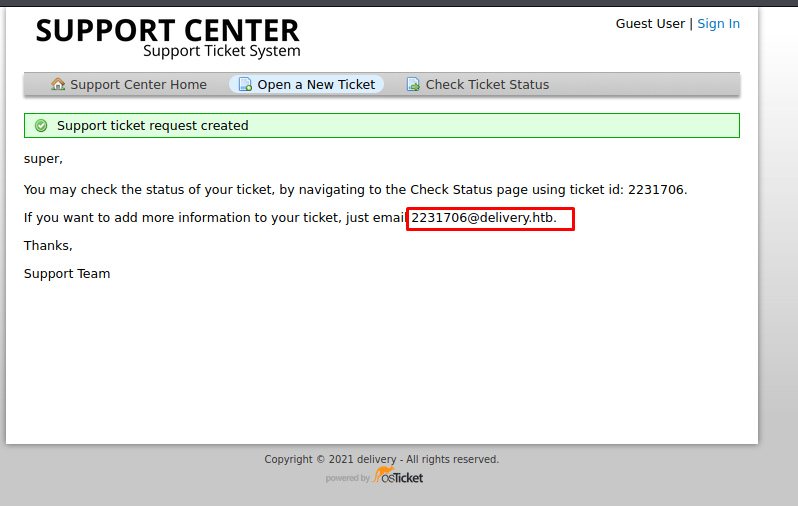 SUPPORT CENTER
Support Ticket System
Guest User | Sign In
Support Center Home Open a New Ticket Check Ticket Status
Support ticket request created
super,
You may check the status of your ticket, by navigating to the Check Status page using ticket id: 2231706.
If you want to add more information to your ticket, just email 2231706@delivery.htb.
Thanks,
Support Team
Copyright © 2021 delivery - All rights reserved.
powered by osTicket